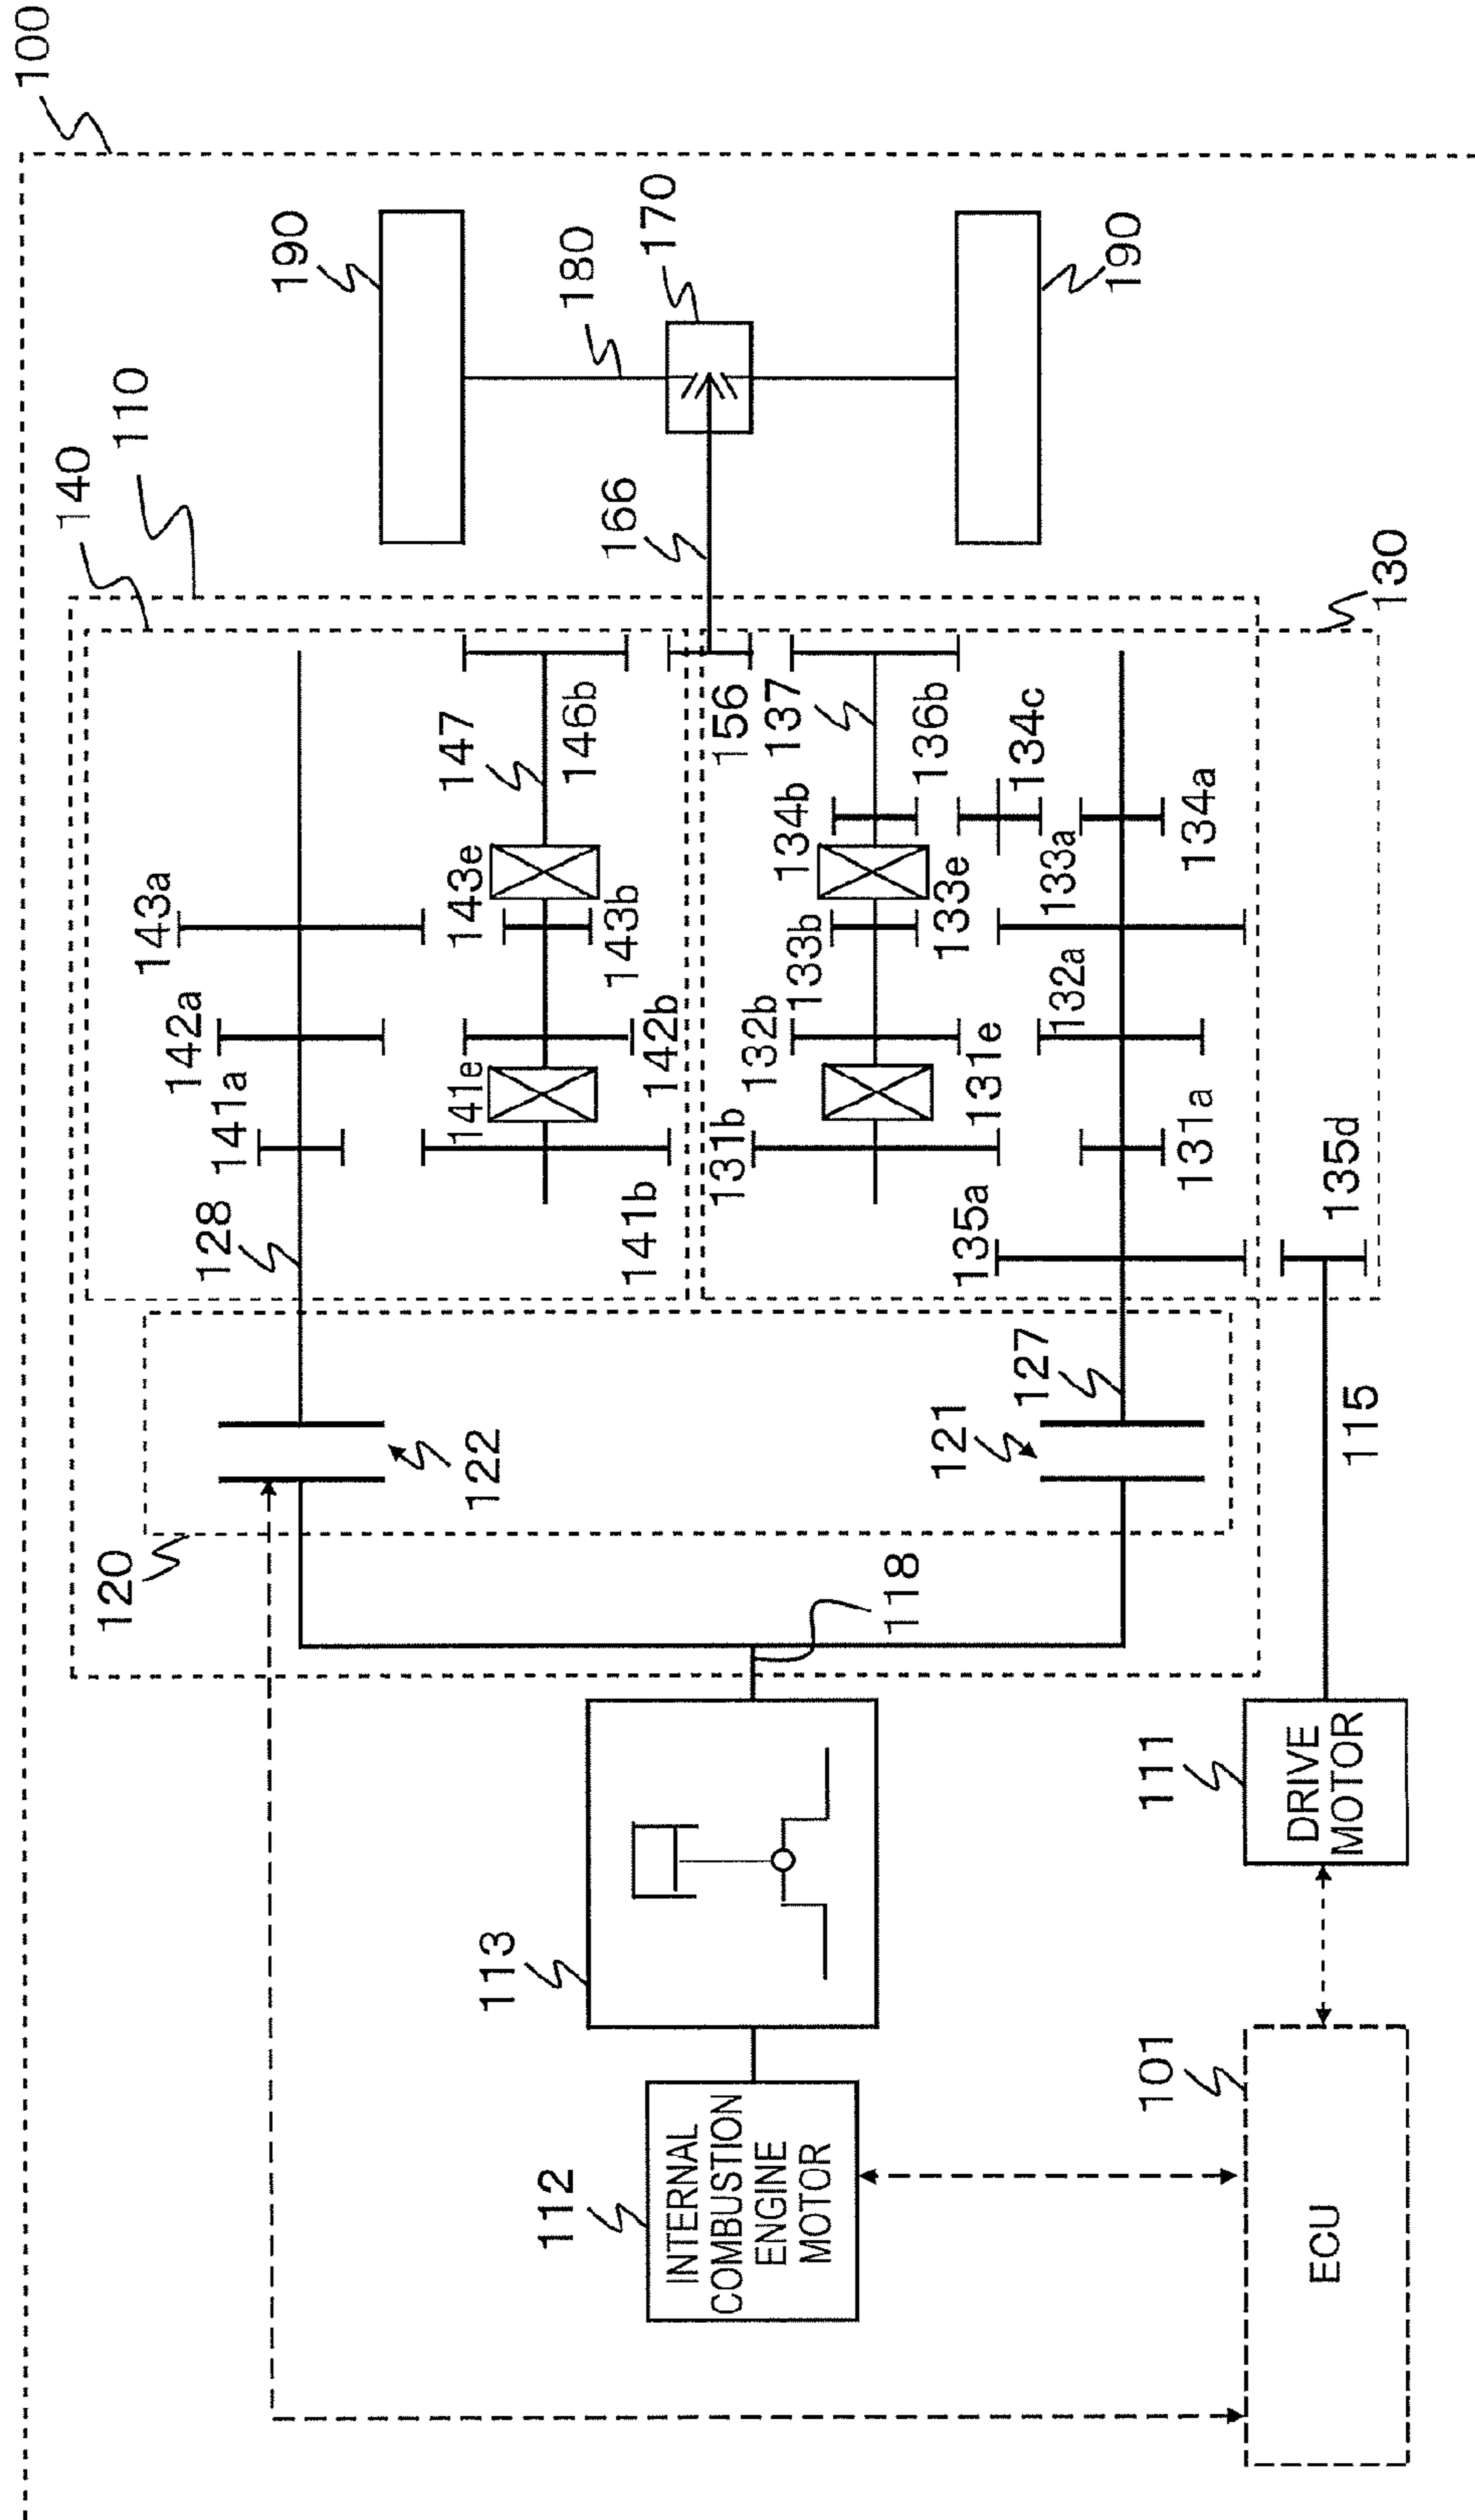 100
190
180
170
190
140
110
166
130
143a
142a
141a
128
147
146b
143e
143b
142b
141e
141b
156
137
136b
134b
134c
134a
133b
133e
133a
132b
132a
131e
131b
131a
135a
135d
127
121
122
120
118
115
113
112
INTERNAL
COMBUSTION
ENGINE
MOTOR
111
DRIVE
MOTOR
101
ECU